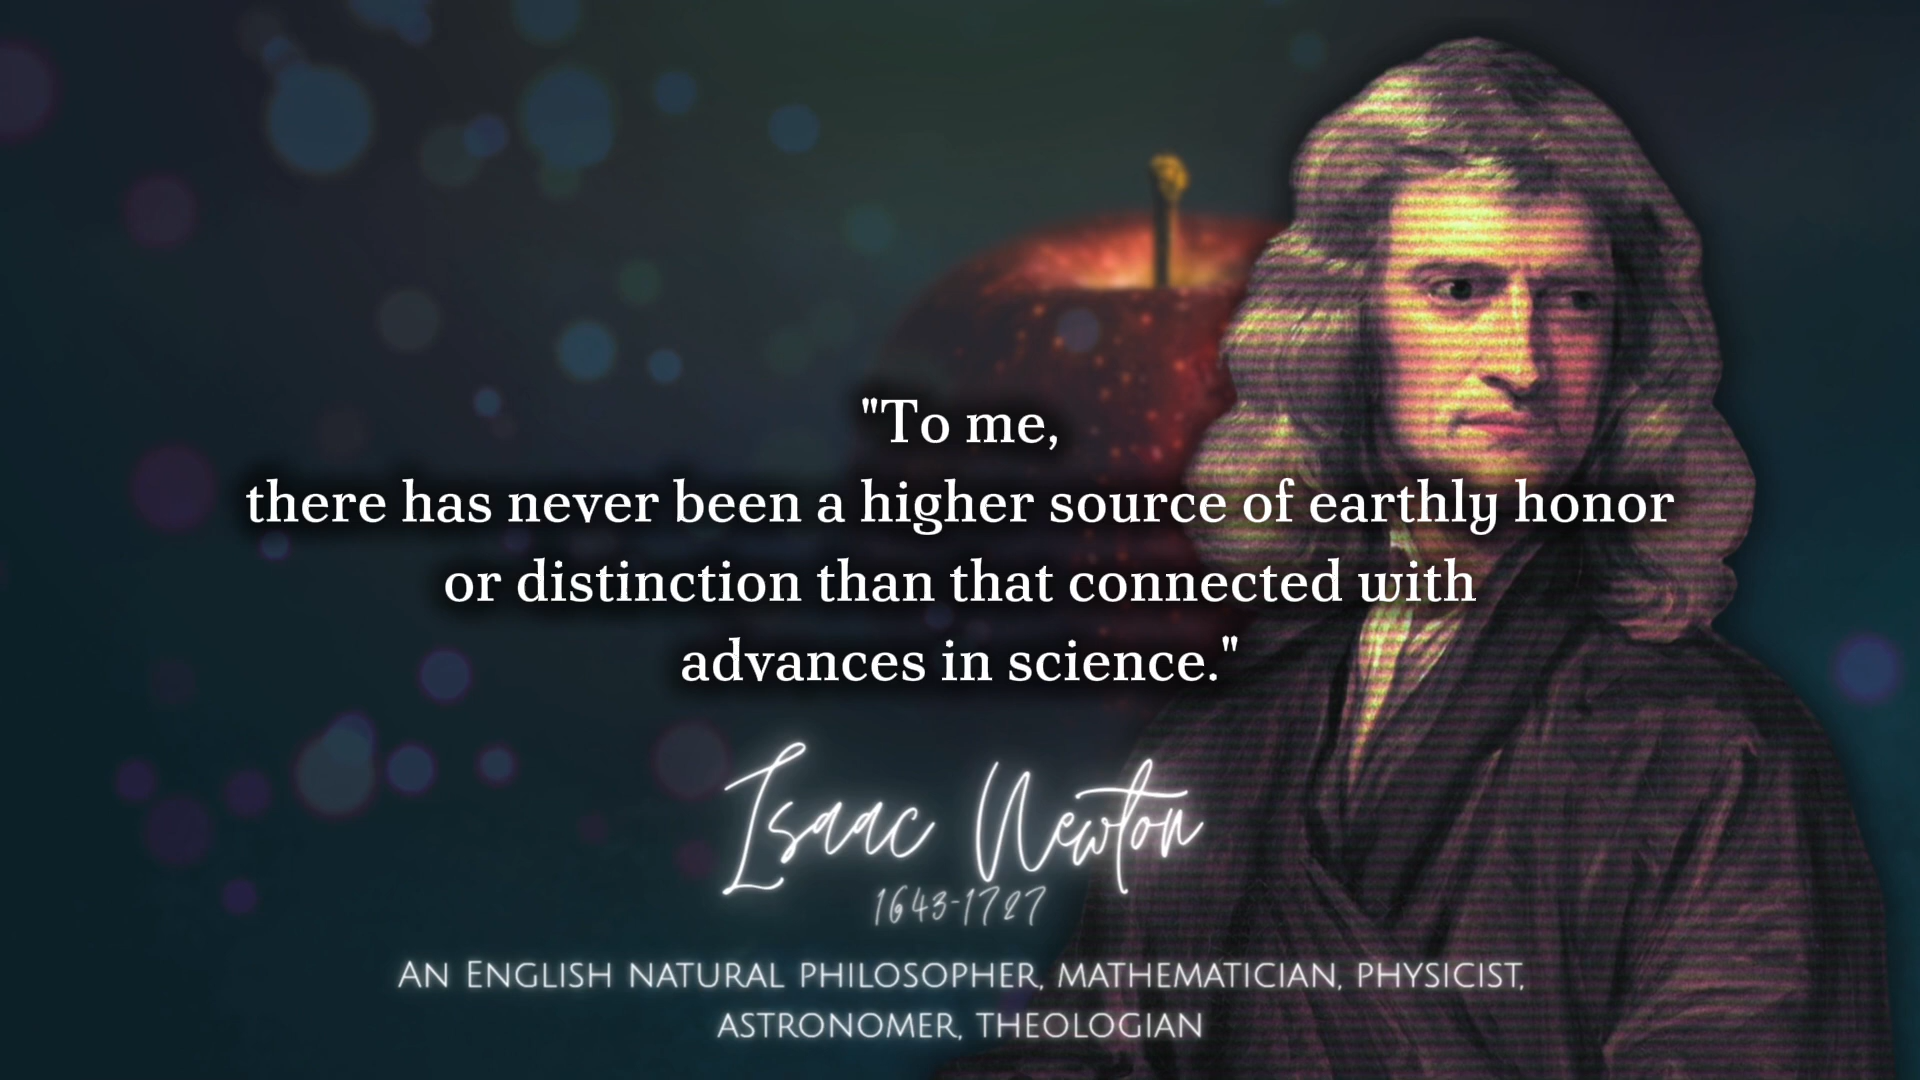 "To me,
there has never been a higher source of earthly honor
or distinction than that connected with
advances in science."
Isaac Newton
1643-1727
An English natural philosopher, mathematician, physicist,
astronomer, theologian